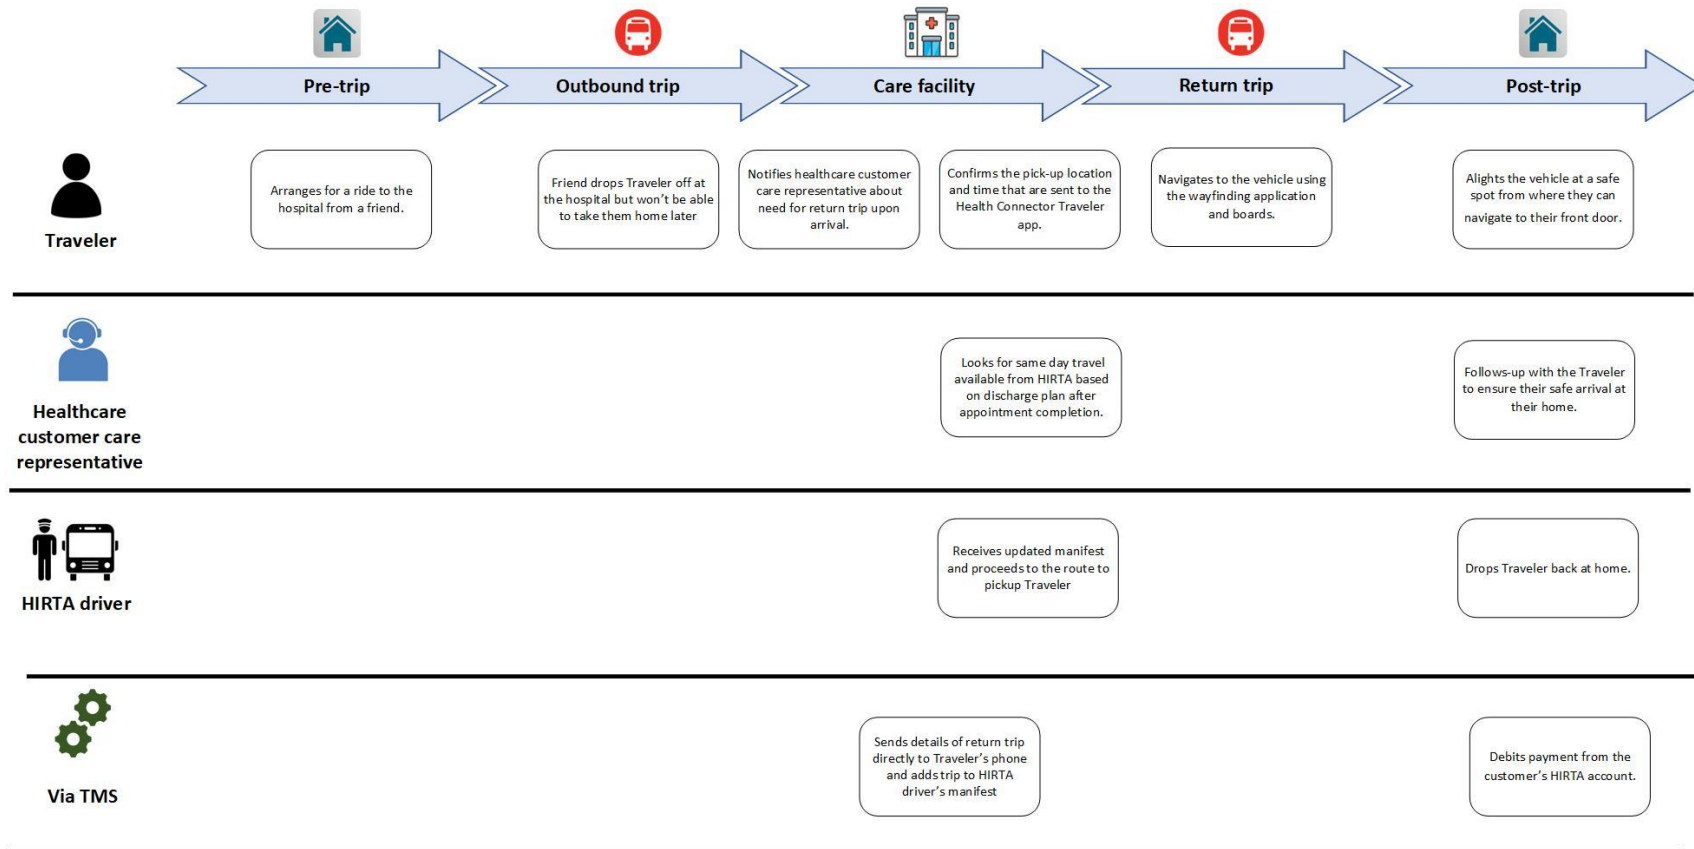 Pre-trip
Outbound trip
Care facility
Return trip
Post-trip
Traveler
Arranges for a ride to the
hospital from a friend.
Friend drops Traveler off at
the hospital but won't be able
to take them home later
Notifies healthcare customer
care representative about
need for return trip upon
arrival.
Confirms the pick-up location
and time that are sent to the
Health Connector Traveler
app.
Navigates to the vehicle using
the wayfinding application
and boards.
Alights the vehicle at a safe
spot from where they can
navigate to their front door.
Healthcare
customer care
representative
Looks for same day travel
available from HIRTA based
on discharge plan after
appointment completion.
Follows-up with the Traveler
to ensure their safe arrival at
their home.
HIRTA driver
Receives updated manifest
and proceeds to the route to
pickup Traveler
Drops Traveler back at home.
Via TMS
Sends details of return trip
directly to Traveler's phone
and adds trip to HIRTA
driver's manifest
Debits payment from the
customer's HIRTA account.